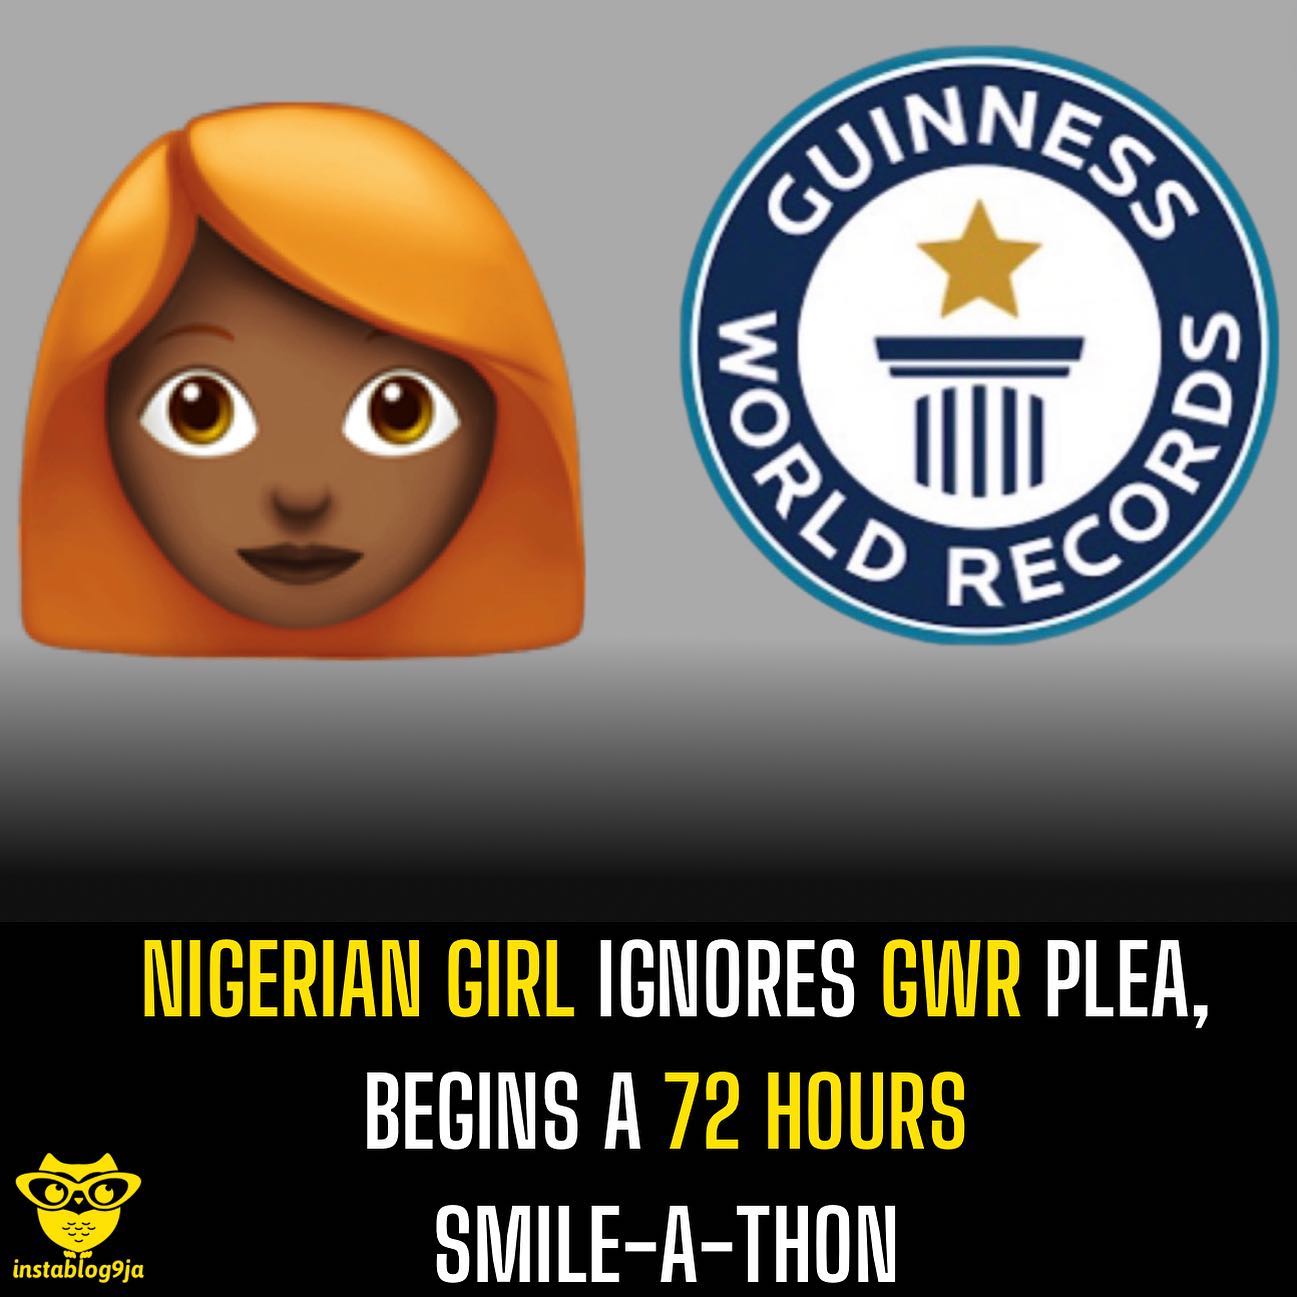 GUINNESS
WORLD RECORDS
NIGERIAN GIRL IGNORES GWR PLEA,
BEGINS A 72 HOURS
SMILE-A-THON
instablog9ja